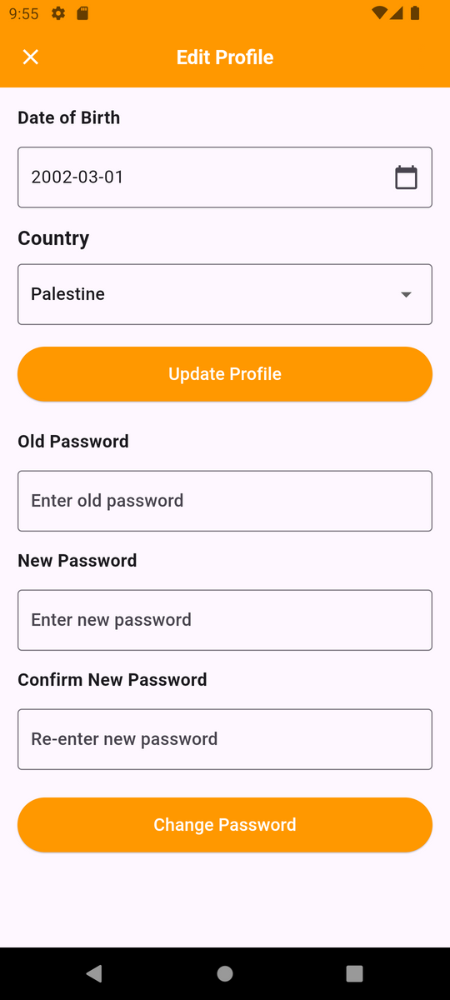 9:55
Edit Profile
Date of Birth
2002-03-01
Country
Palestine
Update Profile
Old Password
Enter old password
New Password
Enter new password
Confirm New Password
Re-enter new password
Change Password